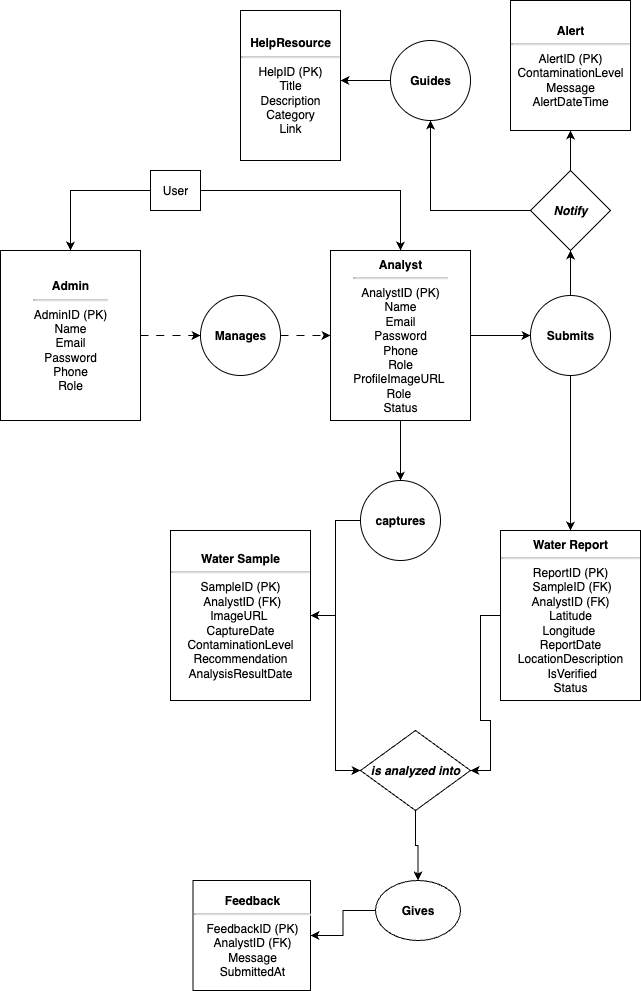 HelpResource
HelpID (PK)
Title
Description
Category
Link
Guides
Alert
AlertID (PK)
ContaminationLevel
Message
AlertDateTime
User
Notify
Admin
AdminID (PK)
Name
Email
Password
Phone
Role
Manages
Analyst
AnalystID (PK)
Name
Email
Password
Phone
Role
ProfileImageURL
Role
Status
Submits
captures
Water Sample
SampleID (PK)
AnalystID (FK)
ImageURL
CaptureDate
ContaminationLevel
Recommendation
AnalysisResultDate
Water Report
ReportID (PK)
SampleID (FK)
AnalystID (FK)
Latitude
Longitude
ReportDate
LocationDescription
IsVerified
Status
is analyzed into
Feedback
FeedbackID (PK)
AnalystID (FK)
Message
SubmittedAt
Gives